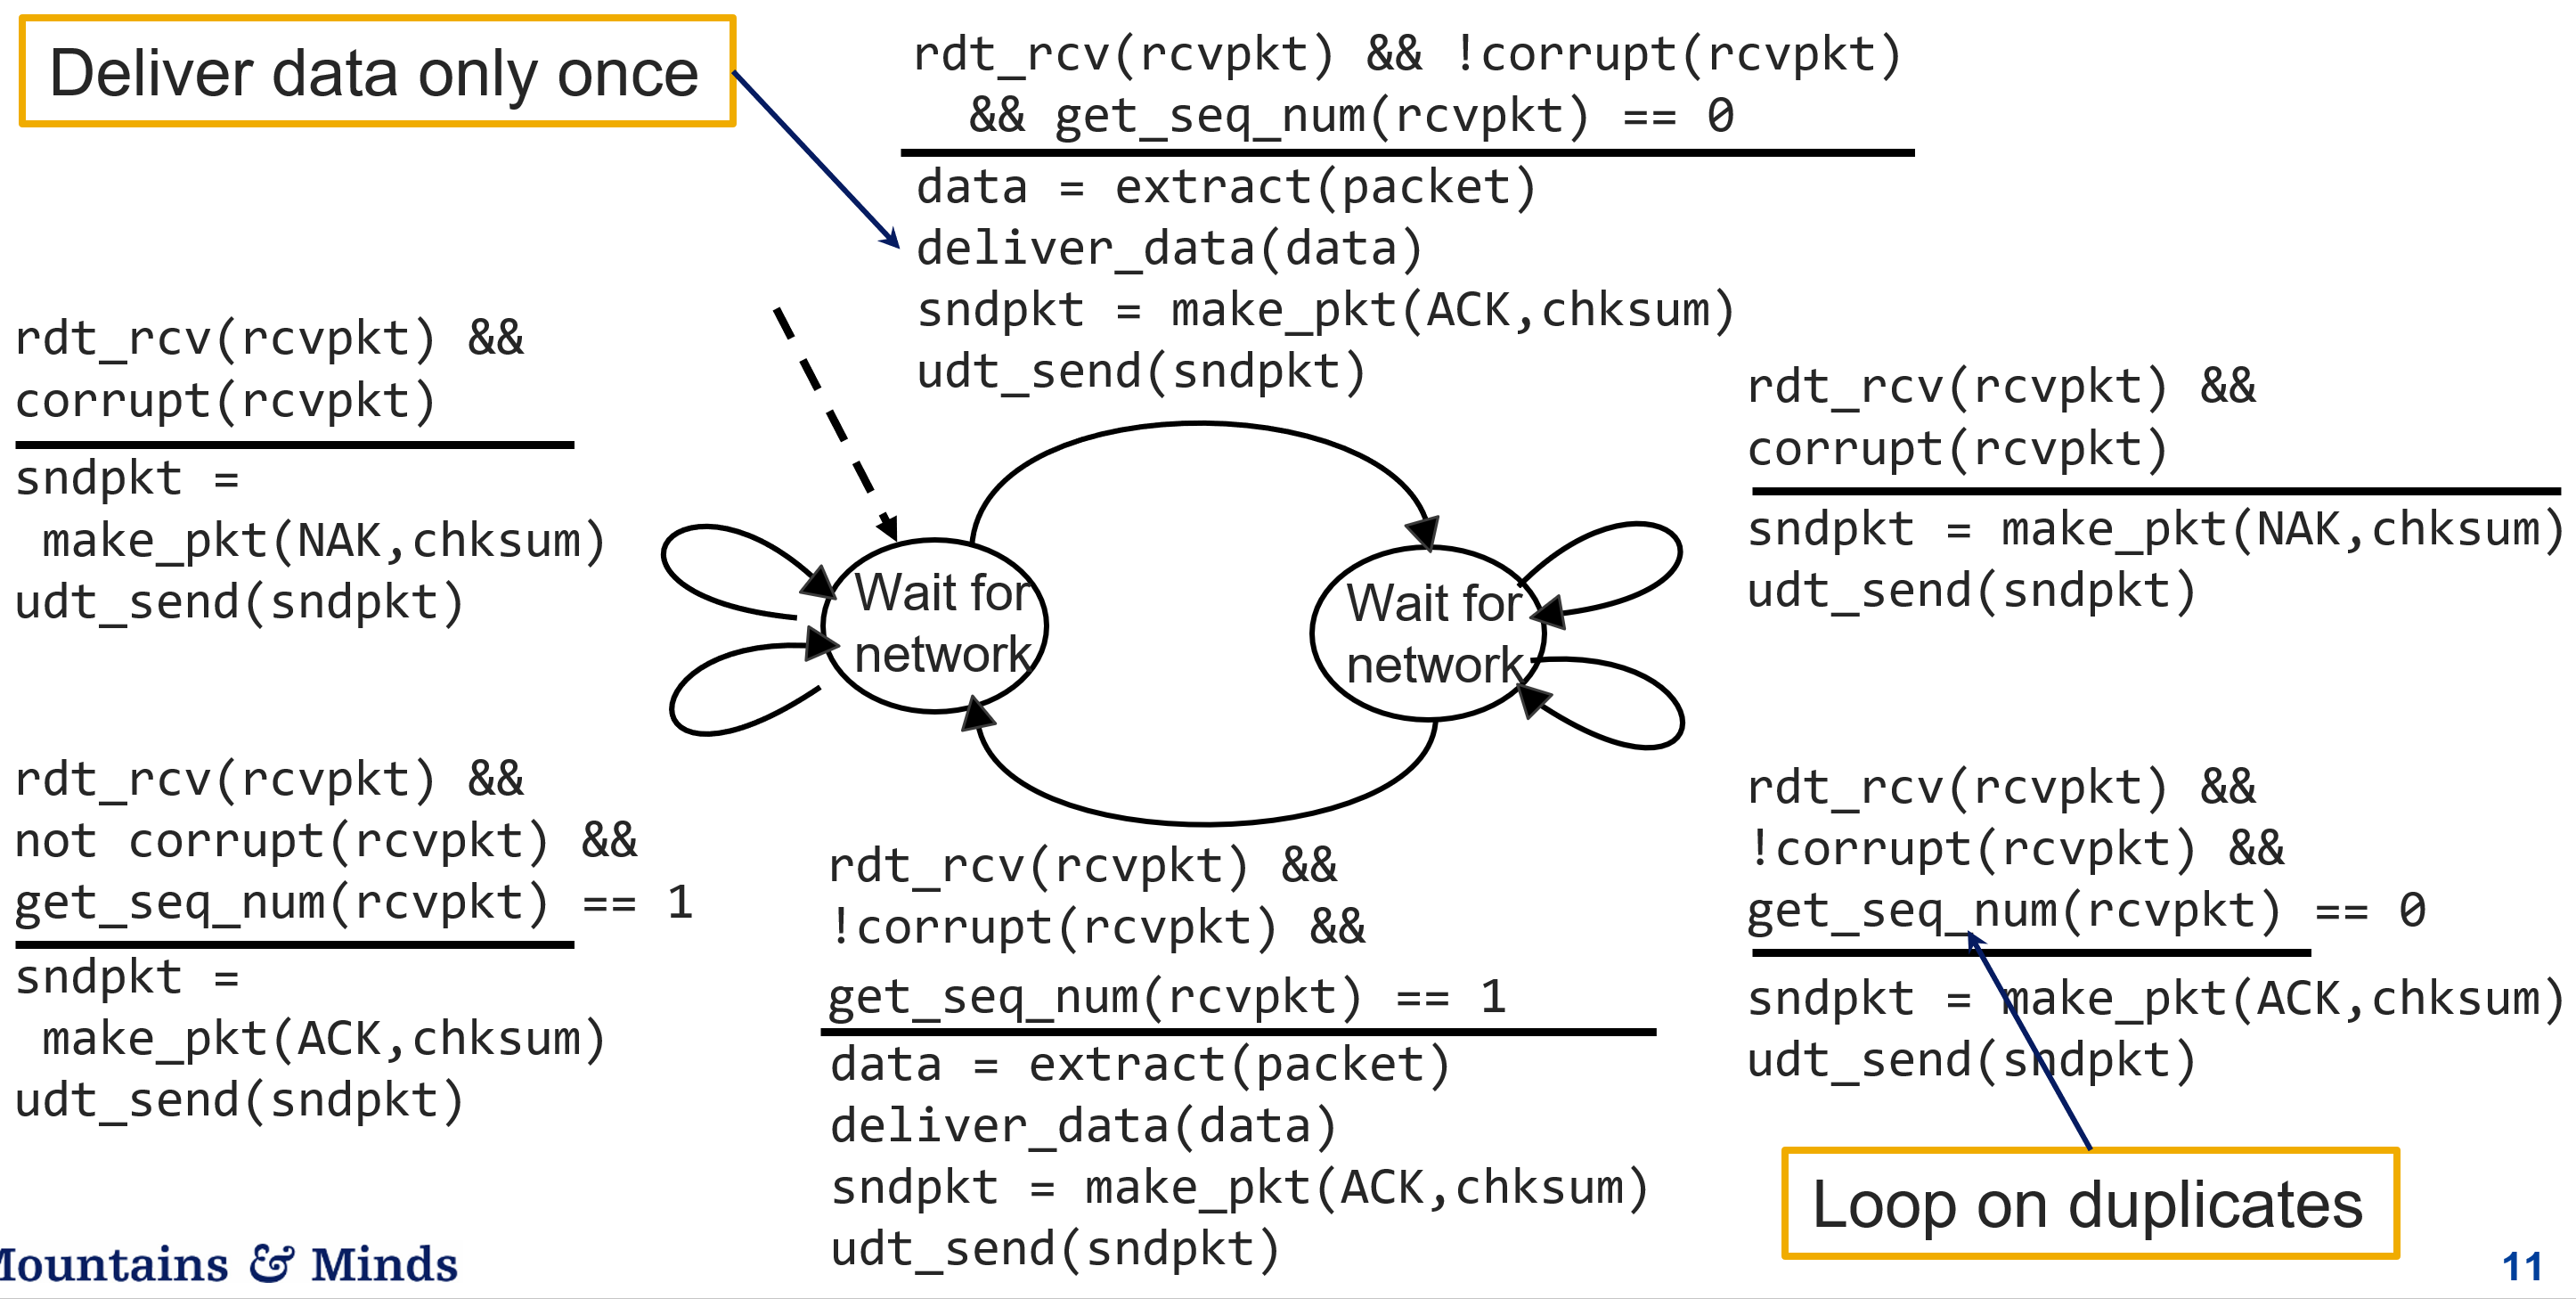 Deliver data only once
rdt_rcv(rcvpkt) && !corrupt(rcvpkt)
&& get_seq_num(rcvpkt) == 0
data = extract(packet)
deliver_data(data)
sndpkt = make_pkt(ACK,chksum)
udt_send(sndpkt)
rdt_rcv(rcvpkt) &&
corrupt(rcvpkt)
sndpkt =
make_pkt(NAK,chksum)
udt_send(sndpkt)
rdt_rcv(rcvpkt) &&
corrupt(rcvpkt)
sndpkt = make_pkt(NAK,chksum)
udt_send(sndpkt)
Wait for
network
Wait for
network
rdt_rcv(rcvpkt) &&
not corrupt(rcvpkt) &&
get_seq_num(rcvpkt) == 1
sndpkt =
make_pkt(ACK,chksum)
udt_send(sndpkt)
rdt_rcv(rcvpkt) &&
!corrupt(rcvpkt) &&
get_seq_num(rcvpkt) == 1
data = extract(packet)
deliver_data(data)
sndpkt = make_pkt(ACK,chksum)
udt_send(sndpkt)
rdt_rcv(rcvpkt) &&
!corrupt(rcvpkt) &&
get_seq_num(rcvpkt) == 0
sndpkt = make_pkt(ACK,chksum)
udt_send(sndpkt)
Loop on duplicates
Mountains & Minds
11